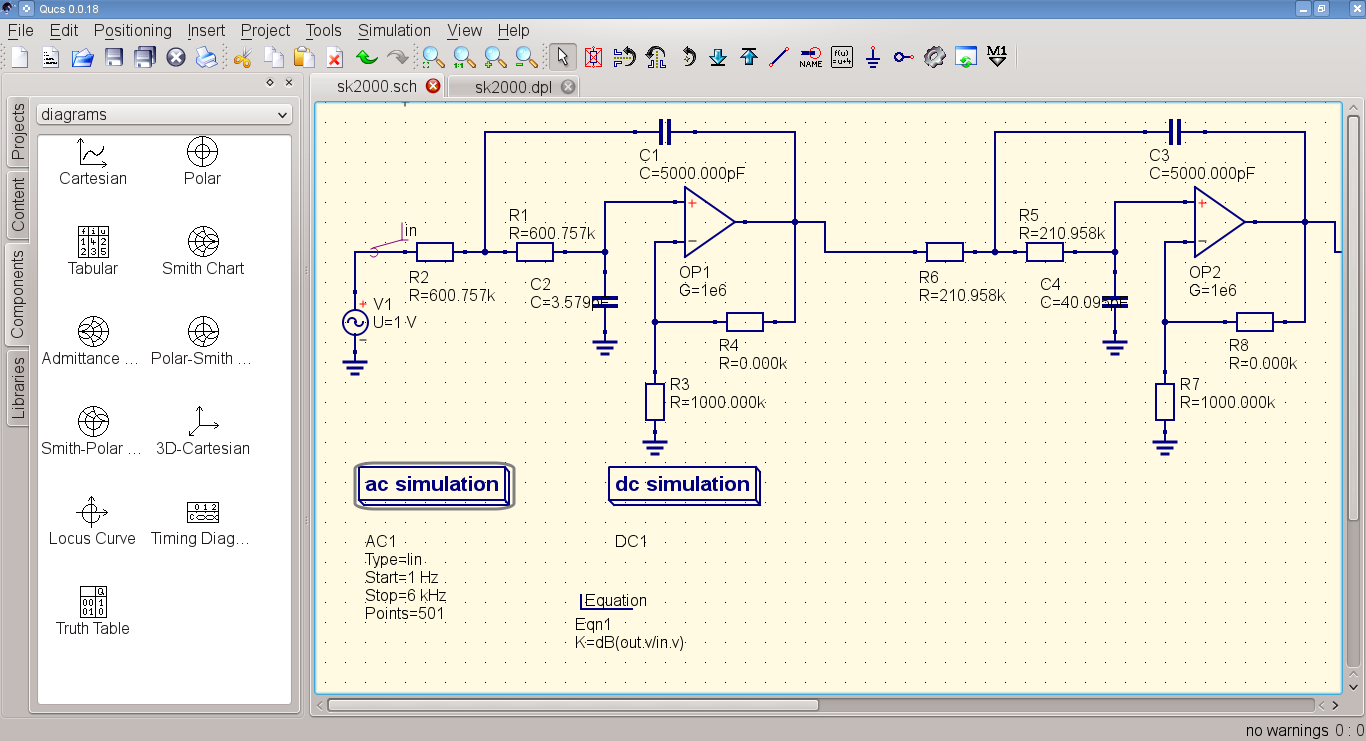 Qucs 0.0.18
File Edit Positioning Insert Project Tools Simulation View Help
NAME
f(u)
=u+4
M1
sk2000.sch
sk2000.dpl
Projects
Content
Components
Libraries
diagrams
Cartesian
Polar
Tabular
Smith Chart
Admittance ...
Polar-Smith ...
Smith-Polar ...
3D-Cartesian
Locus Curve
Timing Diag...
Truth Table
in
V1
U=1 V
R2
R=600.757k
R1
R=600.757k
C1
C=5000.000pF
C2
OP1
G=1e6
R4
R=0.000k
R3
R=1000.000k
R6
R=210.958k
R5
R=210.958k
C3
C=5000.000pF
C4
OP2
G=1e6
R8
R=0.000k
R7
R=1000.000k
ac simulation
AC1
Type=lin
Start=1 Hz
Stop=6 kHz
Points=501
dc simulation
DC1
Equation
Eqn1
K=dB(out.v/in.v)
no warnings 0 : 0